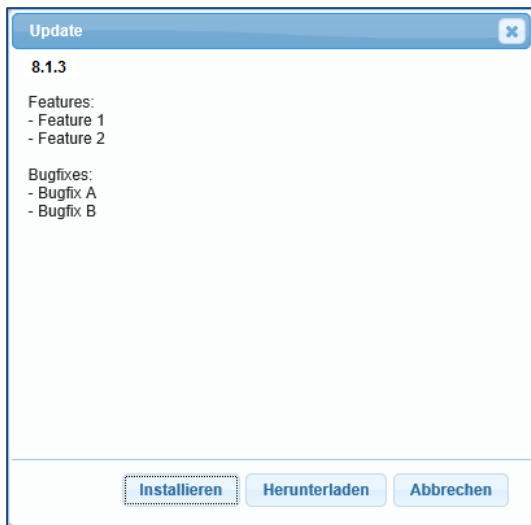 Update
8.1.3
Features:
- Feature 1
- Feature 2
Bugfixes:
- Bugfix A
- Bugfix B
Installieren Herunterladen Abbrechen